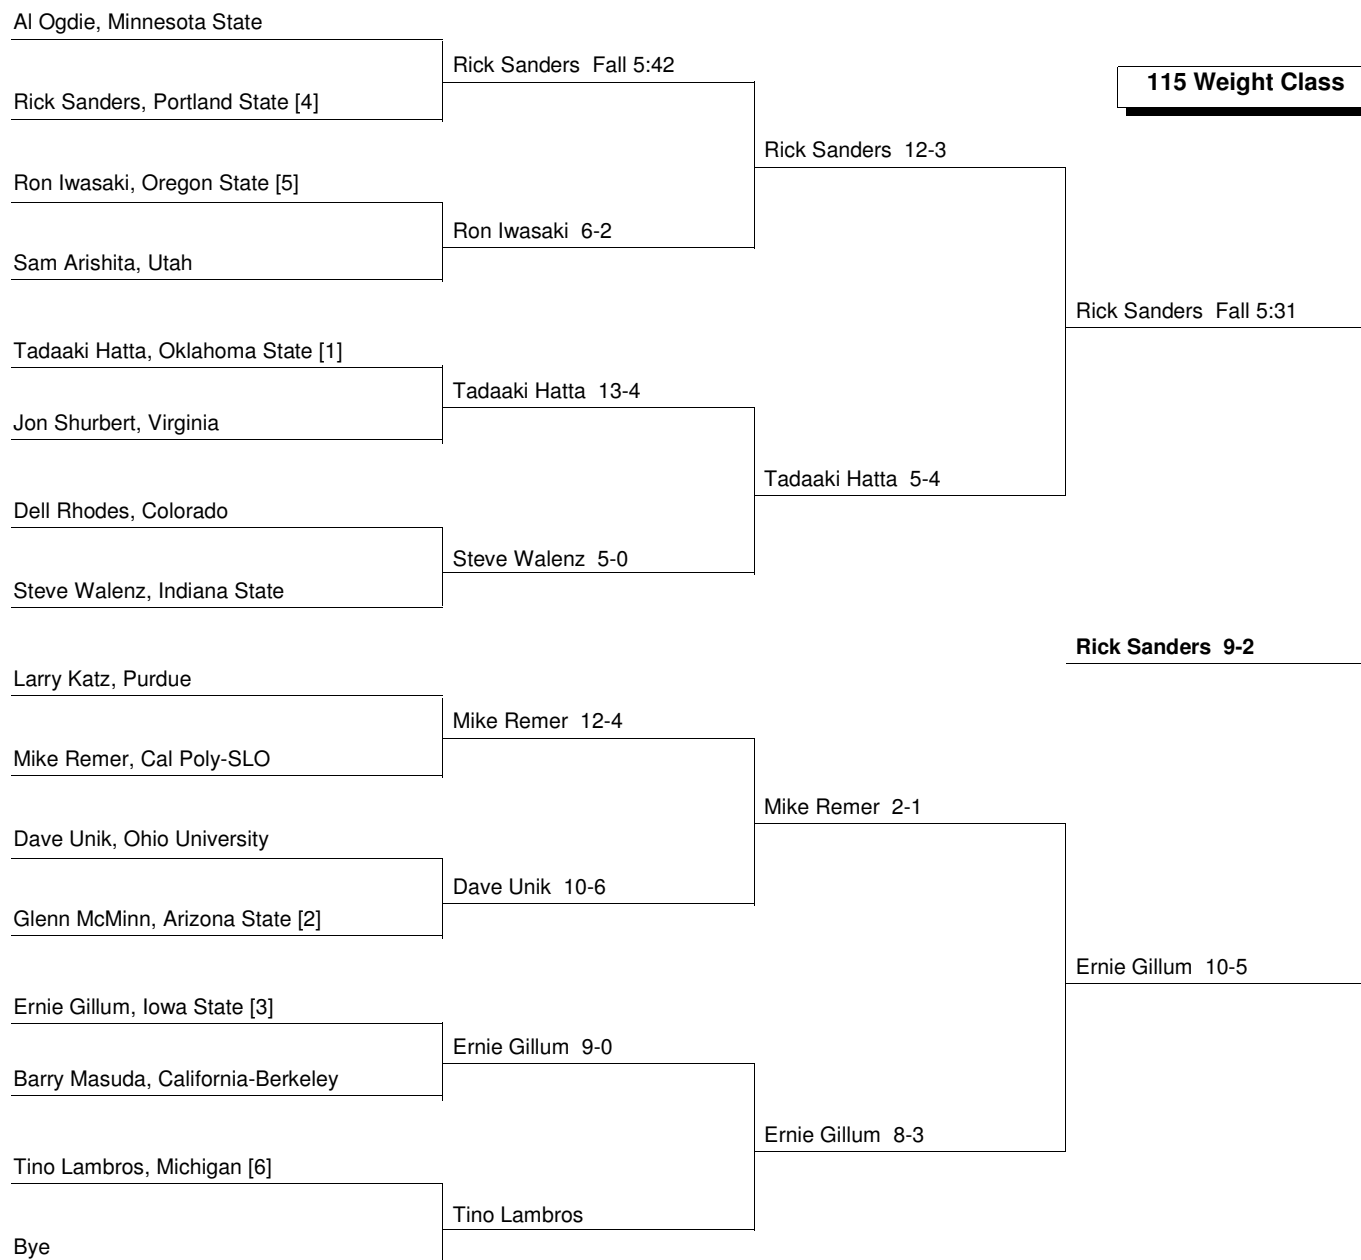 Al Ogdie, Minnesota State
Rick Sanders  Fall 5:42
115 Weight Class
Rick Sanders, Portland State [4]
Rick Sanders  12-3
Ron Iwasaki, Oregon State [5]
Ron Iwasaki  6-2
Sam Arishita, Utah
Rick Sanders  Fall 5:31
Tadaaki Hatta, Oklahoma State [1]
Tadaaki Hatta  13-4
Jon Shurbert, Virginia
Tadaaki Hatta  5-4
Dell Rhodes, Colorado
Steve Walenz  5-0
Steve Walenz, Indiana State
Rick Sanders  9-2
Larry Katz, Purdue
Mike Remer  12-4
Mike Remer, Cal Poly-SLO
Mike Remer  2-1
Dave Unik, Ohio University
Dave Unik  10-6
Glenn McMinn, Arizona State [2]
Ernie Gillum  10-5
Ernie Gillum, Iowa State [3]
Ernie Gillum  9-0
Barry Masuda, California-Berkeley
Ernie Gillum  8-3
Tino Lambros, Michigan [6]
Tino Lambros
Bye